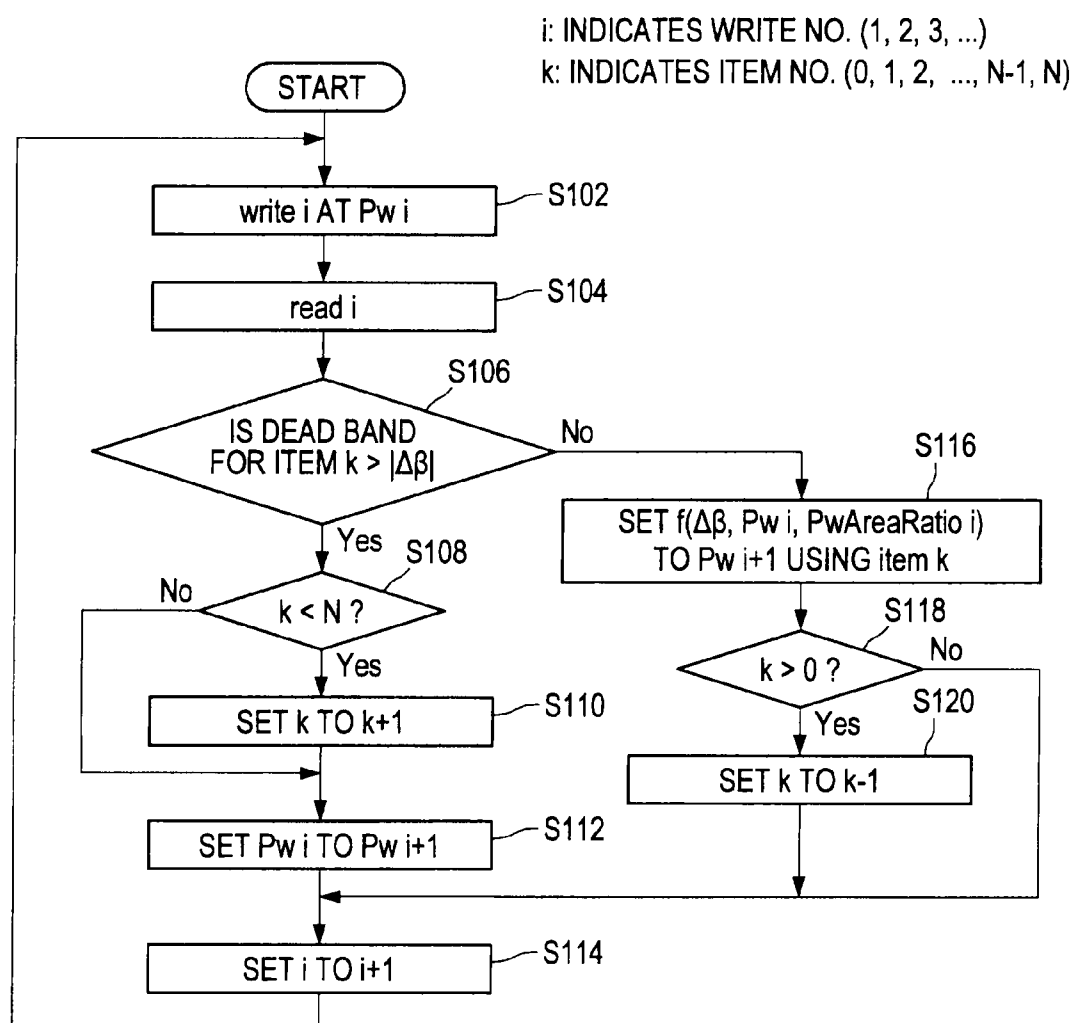 i: INDICATES WRITE NO. (1, 2, 3, ...)
k: INDICATES ITEM NO. (0, 1, 2, ..., N-1, N)
START
S102
write i AT Pw i
S104
read i
S106
IS DEAD BAND
FOR ITEM k > |Δβ|
No
Yes
S108
No
k < N ?
Yes
S110
SET k TO k+1
S112
SET Pw i TO Pw i+1
S114
SET i TO i+1
S116
SET f(Δβ, Pw i, PwAreaRatio i)
TO Pw i+1 USING item k
S118
k > 0 ?
No
Yes
S120
SET k TO k-1